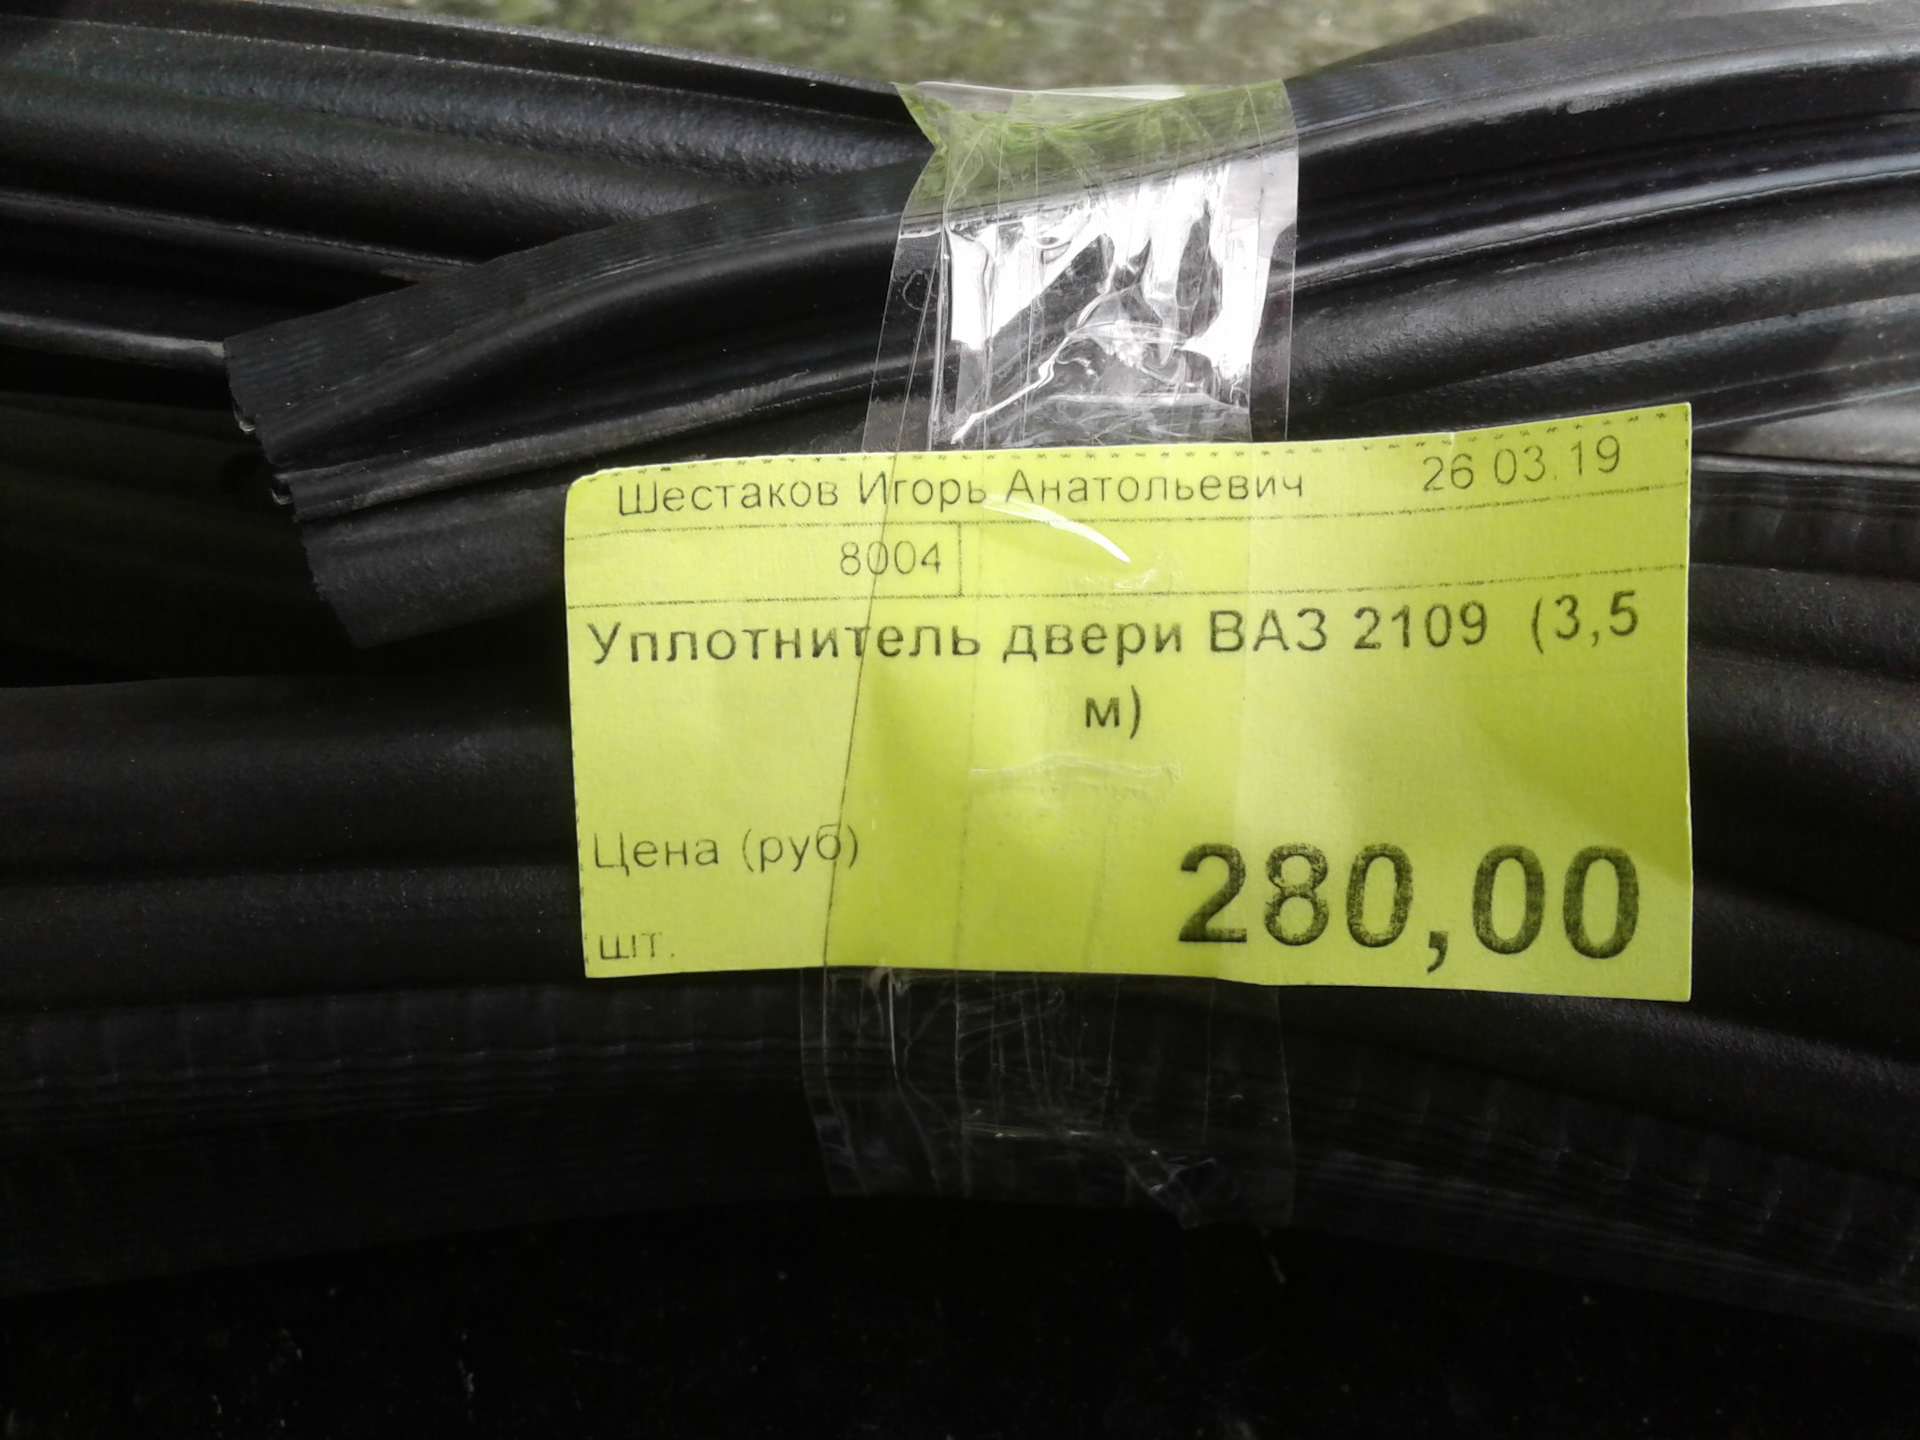 Шестаков Игорь Анатольевич 26 03.19
8004
Уплотнитель двери ВАЗ 2109 (3,5
м)
Цена (руб) 280,00
шт.